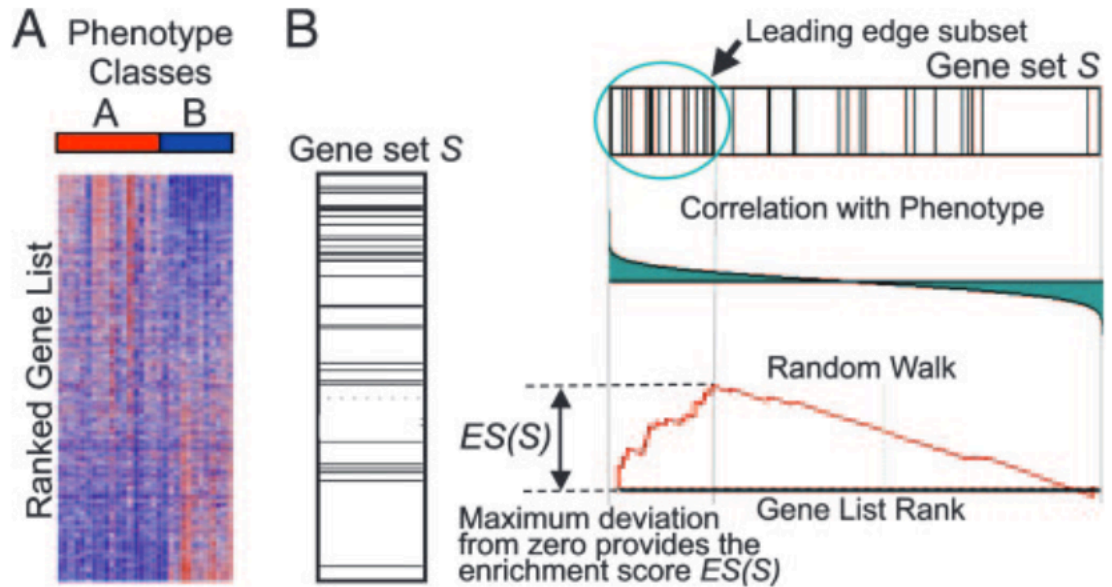 A
Phenotype
Classes
A B
Ranked Gene List
B
Gene set S
Leading edge subset
Gene set S
Correlation with Phenotype
Random Walk
ES(S)
Gene List Rank
Maximum deviation
from zero provides the
enrichment score ES(S)